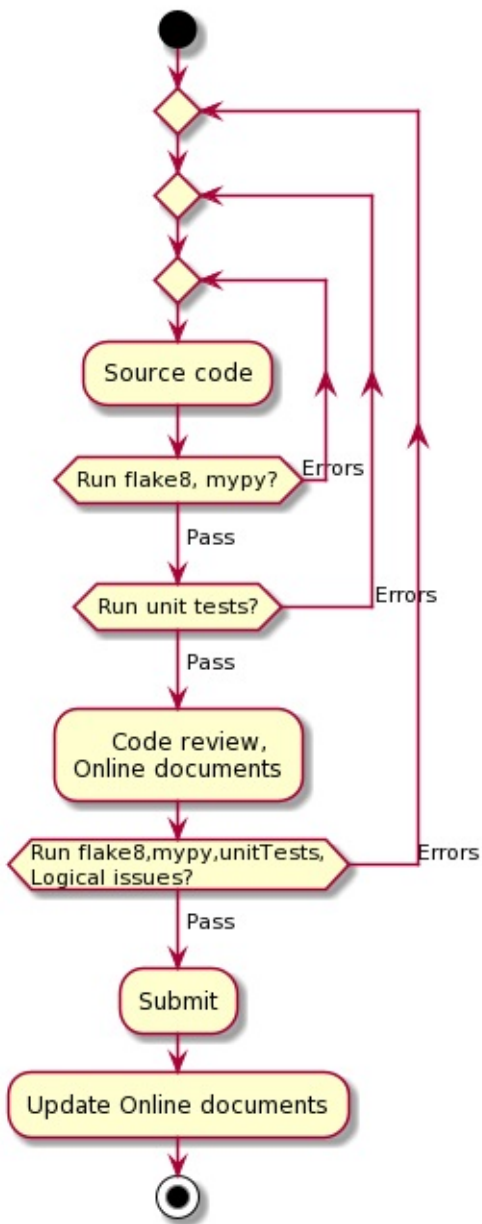 Source code
Run flake8, mypy?
Errors
Pass
Run unit tests?
Errors
Pass
Code review,
Online documents
Run flake8,mypy,unitTests,
Logical issues?
Errors
Pass
Submit
Update Online documents